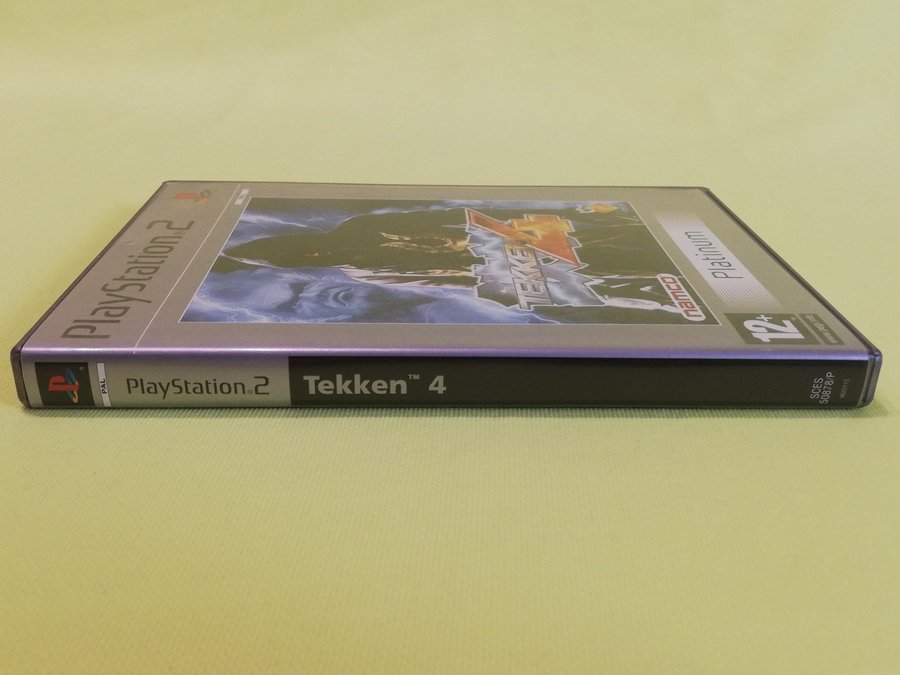 PlayStation.2
TEKKEN 4
namco
Platinum
12+
PAL
PlayStation.2
Tekken™ 4
SCES
50878/P